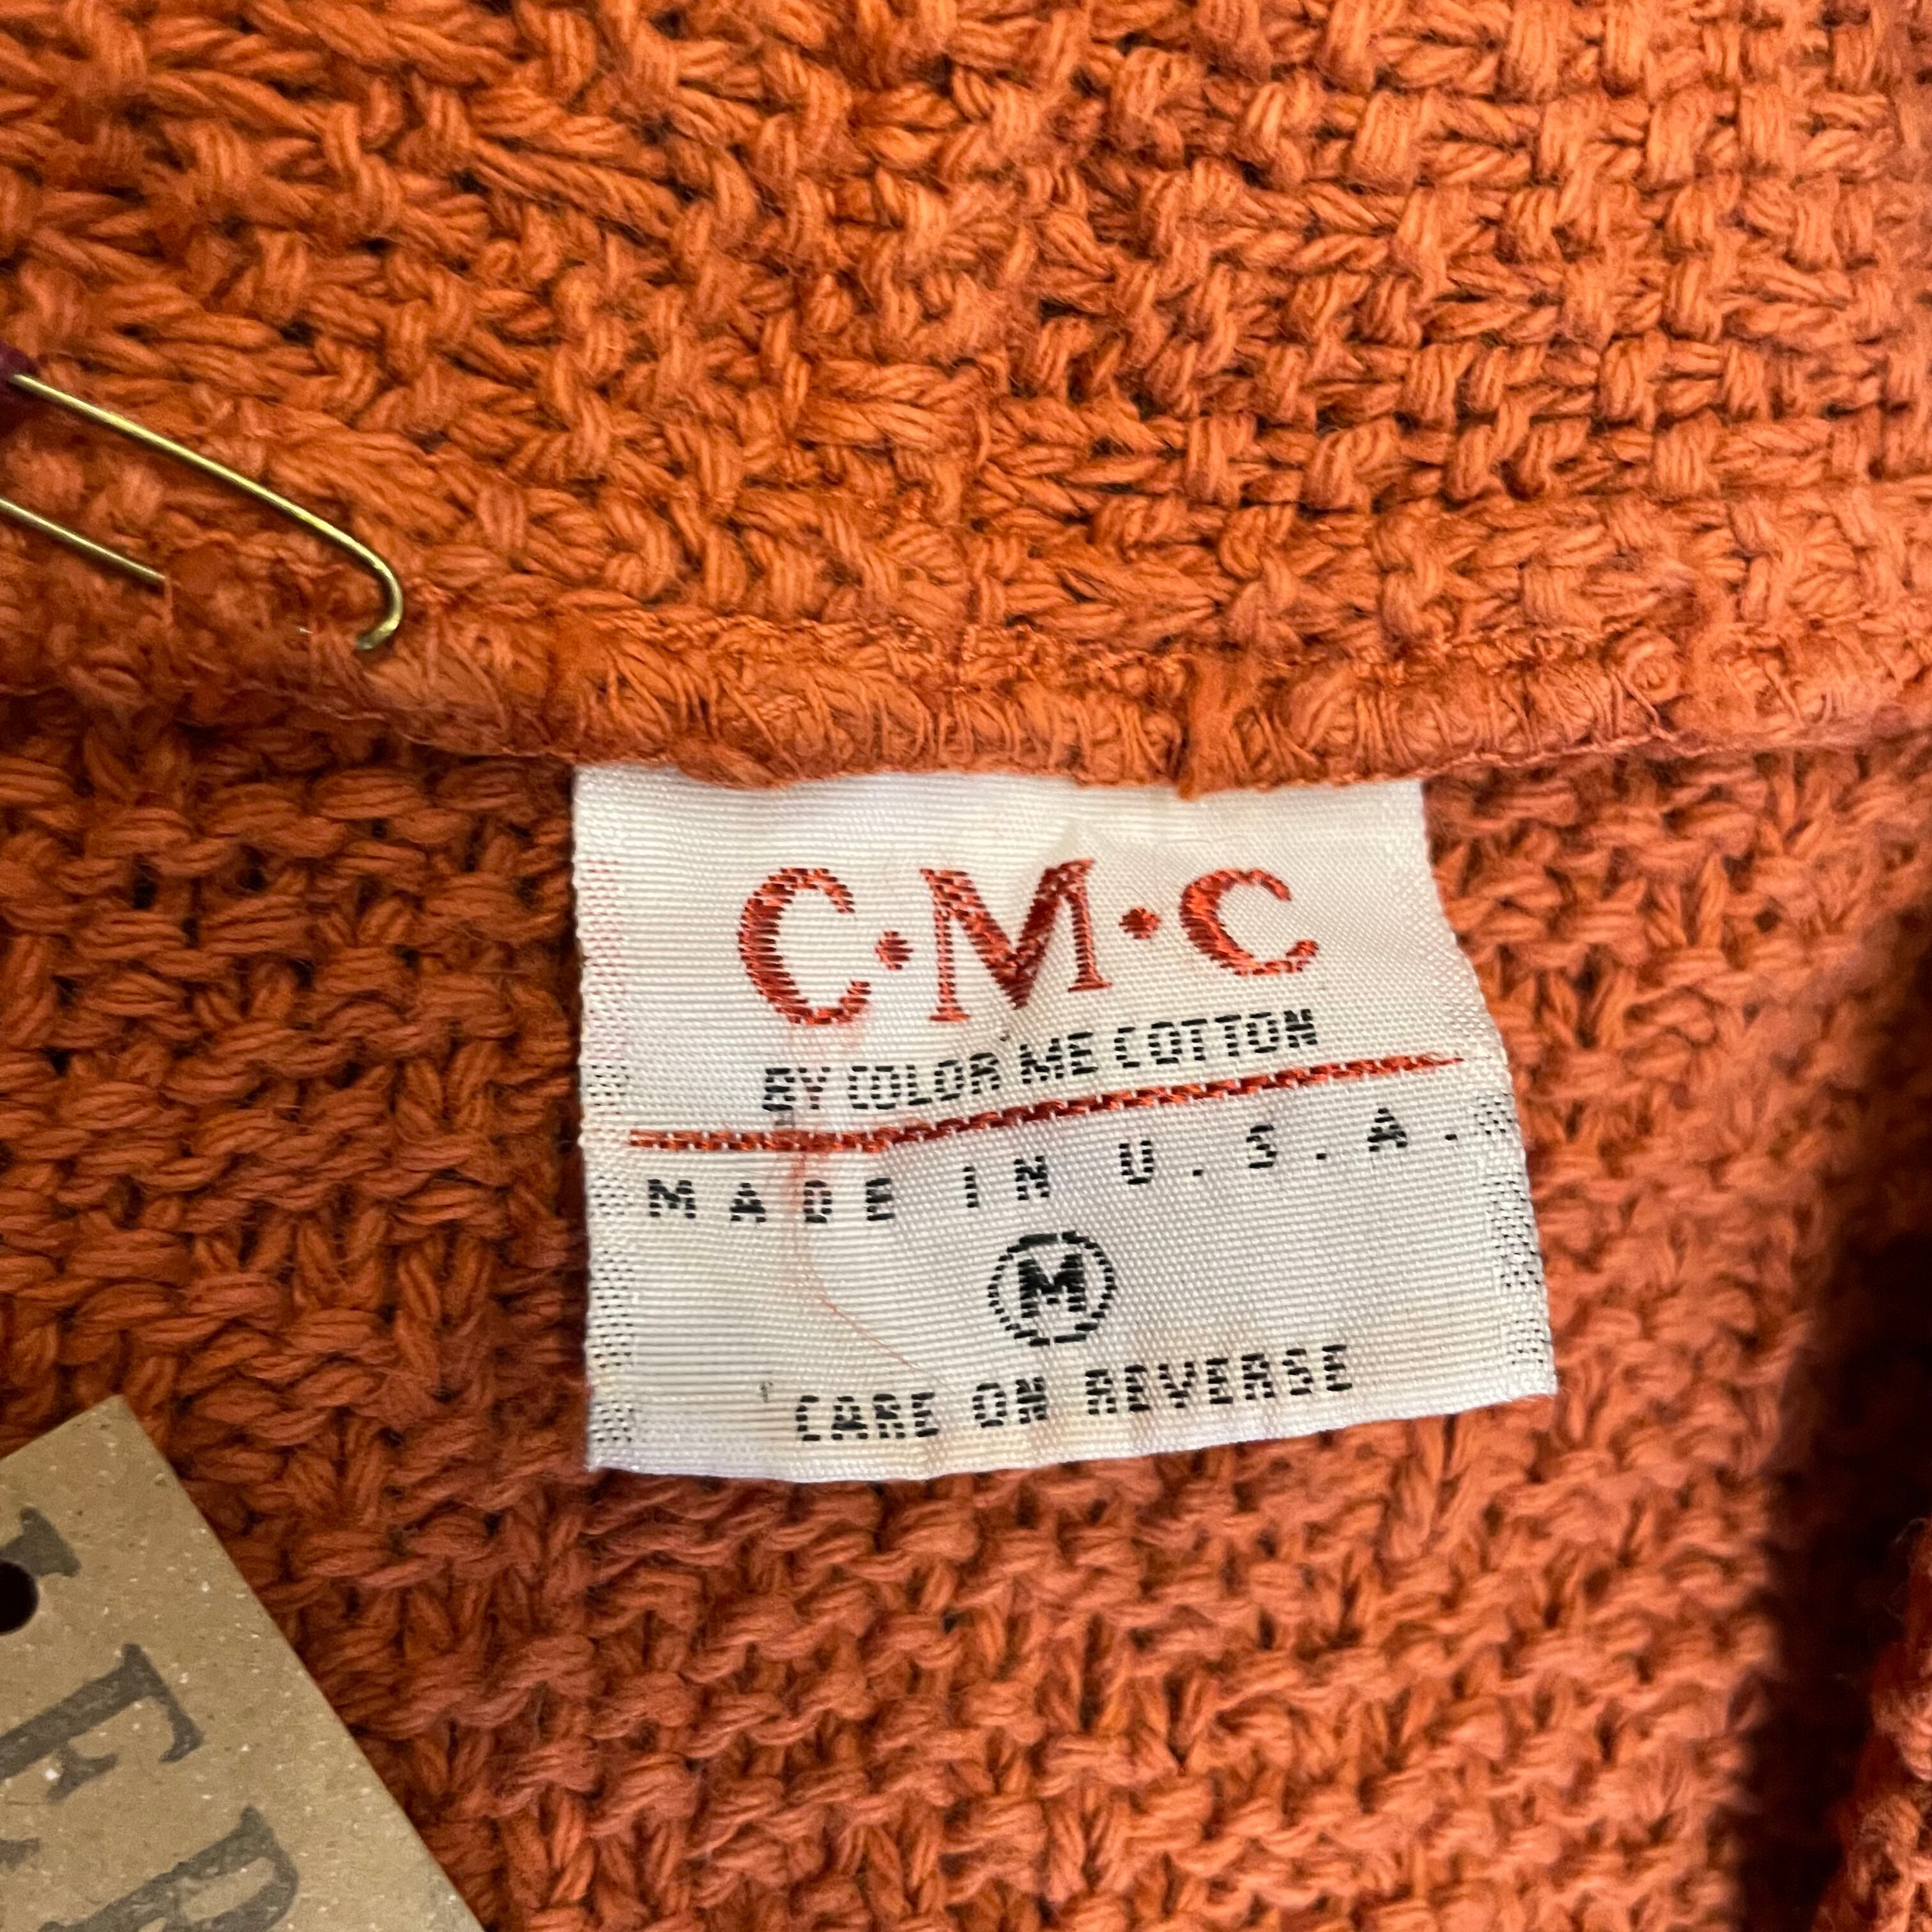 C·M·C
BY COLOR ME COTTON
MADE IN U.S.A.
M
CARE ON REVERSE